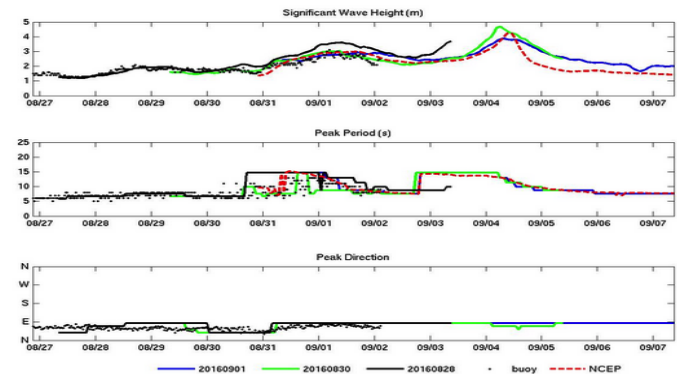 Significant Wave Height (m)
5
4
3
2
1
0
08/27 08/28 08/29 08/30 08/31 09/01 09/02 09/03 09/04 09/05 09/06 09/07
Peak Period (s)
25
20
15
10
5
0
08/27 08/28 08/29 08/30 08/31 09/01 09/02 09/03 09/04 09/05 09/06 09/07
Peak Direction
N
W
S
E
N
08/27 08/28 08/29 08/30 08/31 09/01 09/02 09/03 09/04 09/05 09/06 09/07
20160901 20160830 20160828 buoy NCEP